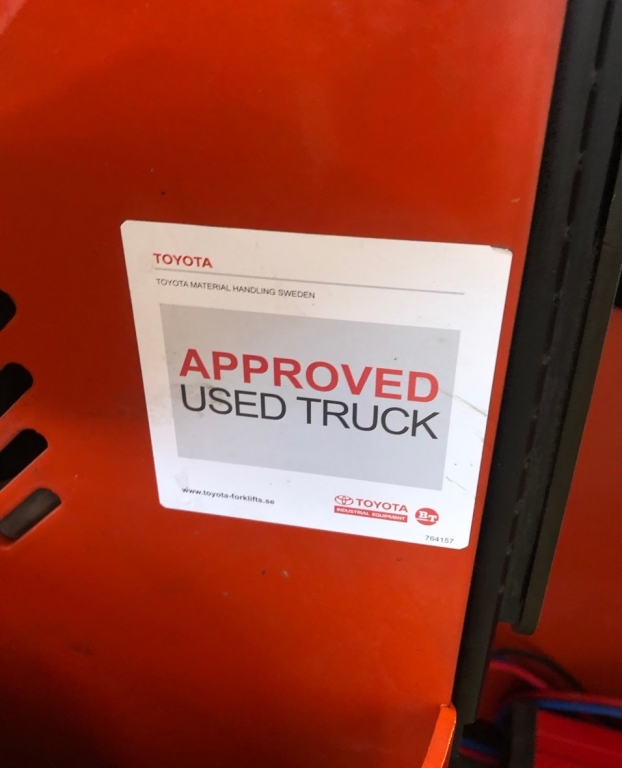 TOYOTA
TOYOTA MATERIAL HANDLING SWEDEN
APPROVED
USED TRUCK
www.toyota-forklifts.se
TOYOTA
INDUSTRIAL EQUIPMENT
BT
764157